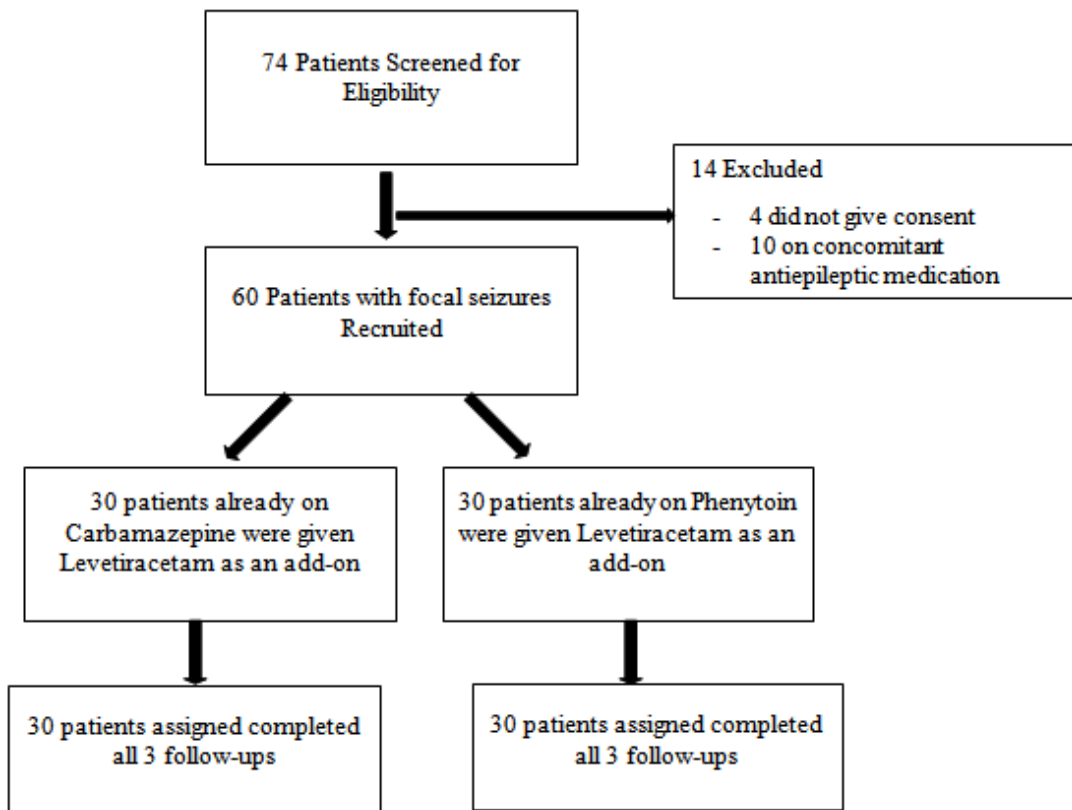 74 Patients Screened for
Eligibility
14 Excluded
- 4 did not give consent
- 10 on concomitant
antiepileptic medication
60 Patients with focal seizures
Recruited
30 patients already on
Carbamazepine were given
Levetiracetam as an add-on
30 patients already on Phenytoin
were given Levetiracetam as an
add-on
30 patients assigned completed
all 3 follow-ups
30 patients assigned completed
all 3 follow-ups